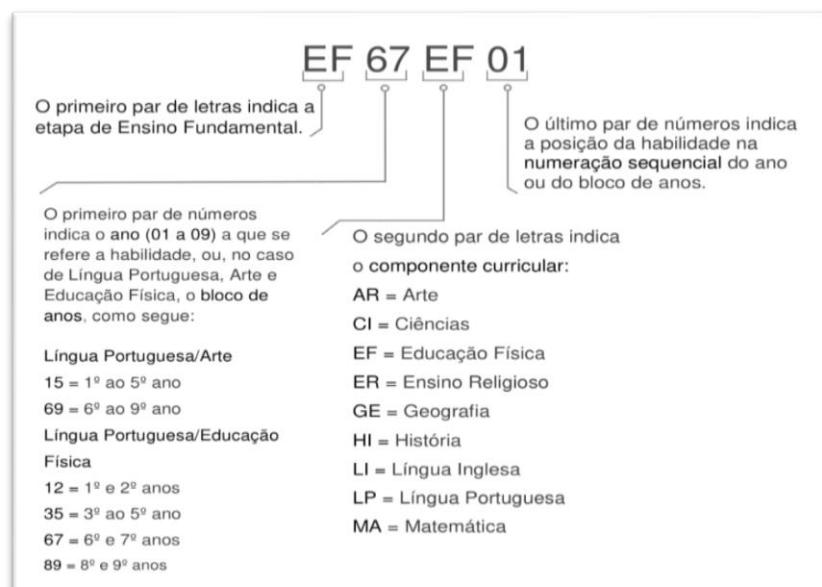 EF 67 EF 01
O primeiro par de letras indica a
etapa de Ensino Fundamental.
O último par de números indica
a posição da habilidade na
numeração sequencial do ano
ou do bloco de anos.
O primeiro par de números
indica o ano (01 a 09) a que se
refere a habilidade, ou, no caso
de Língua Portuguesa, Arte e
Educação Física, o bloco de
anos, como segue:
Língua Portuguesa/Arte
15 = 1º ao 5º ano
69 = 6º ao 9º ano
Língua Portuguesa/Educação
Física
12 = 1º e 2º anos
35 = 3º ao 5º ano
67 = 6º e 7º anos
89 = 8º e 9º anos
O segundo par de letras indica
o componente curricular:
AR = Arte
CI = Ciências
EF = Educação Física
ER = Ensino Religioso
GE = Geografia
HI = História
LI = Língua Inglesa
LP = Língua Portuguesa
MA = Matemática